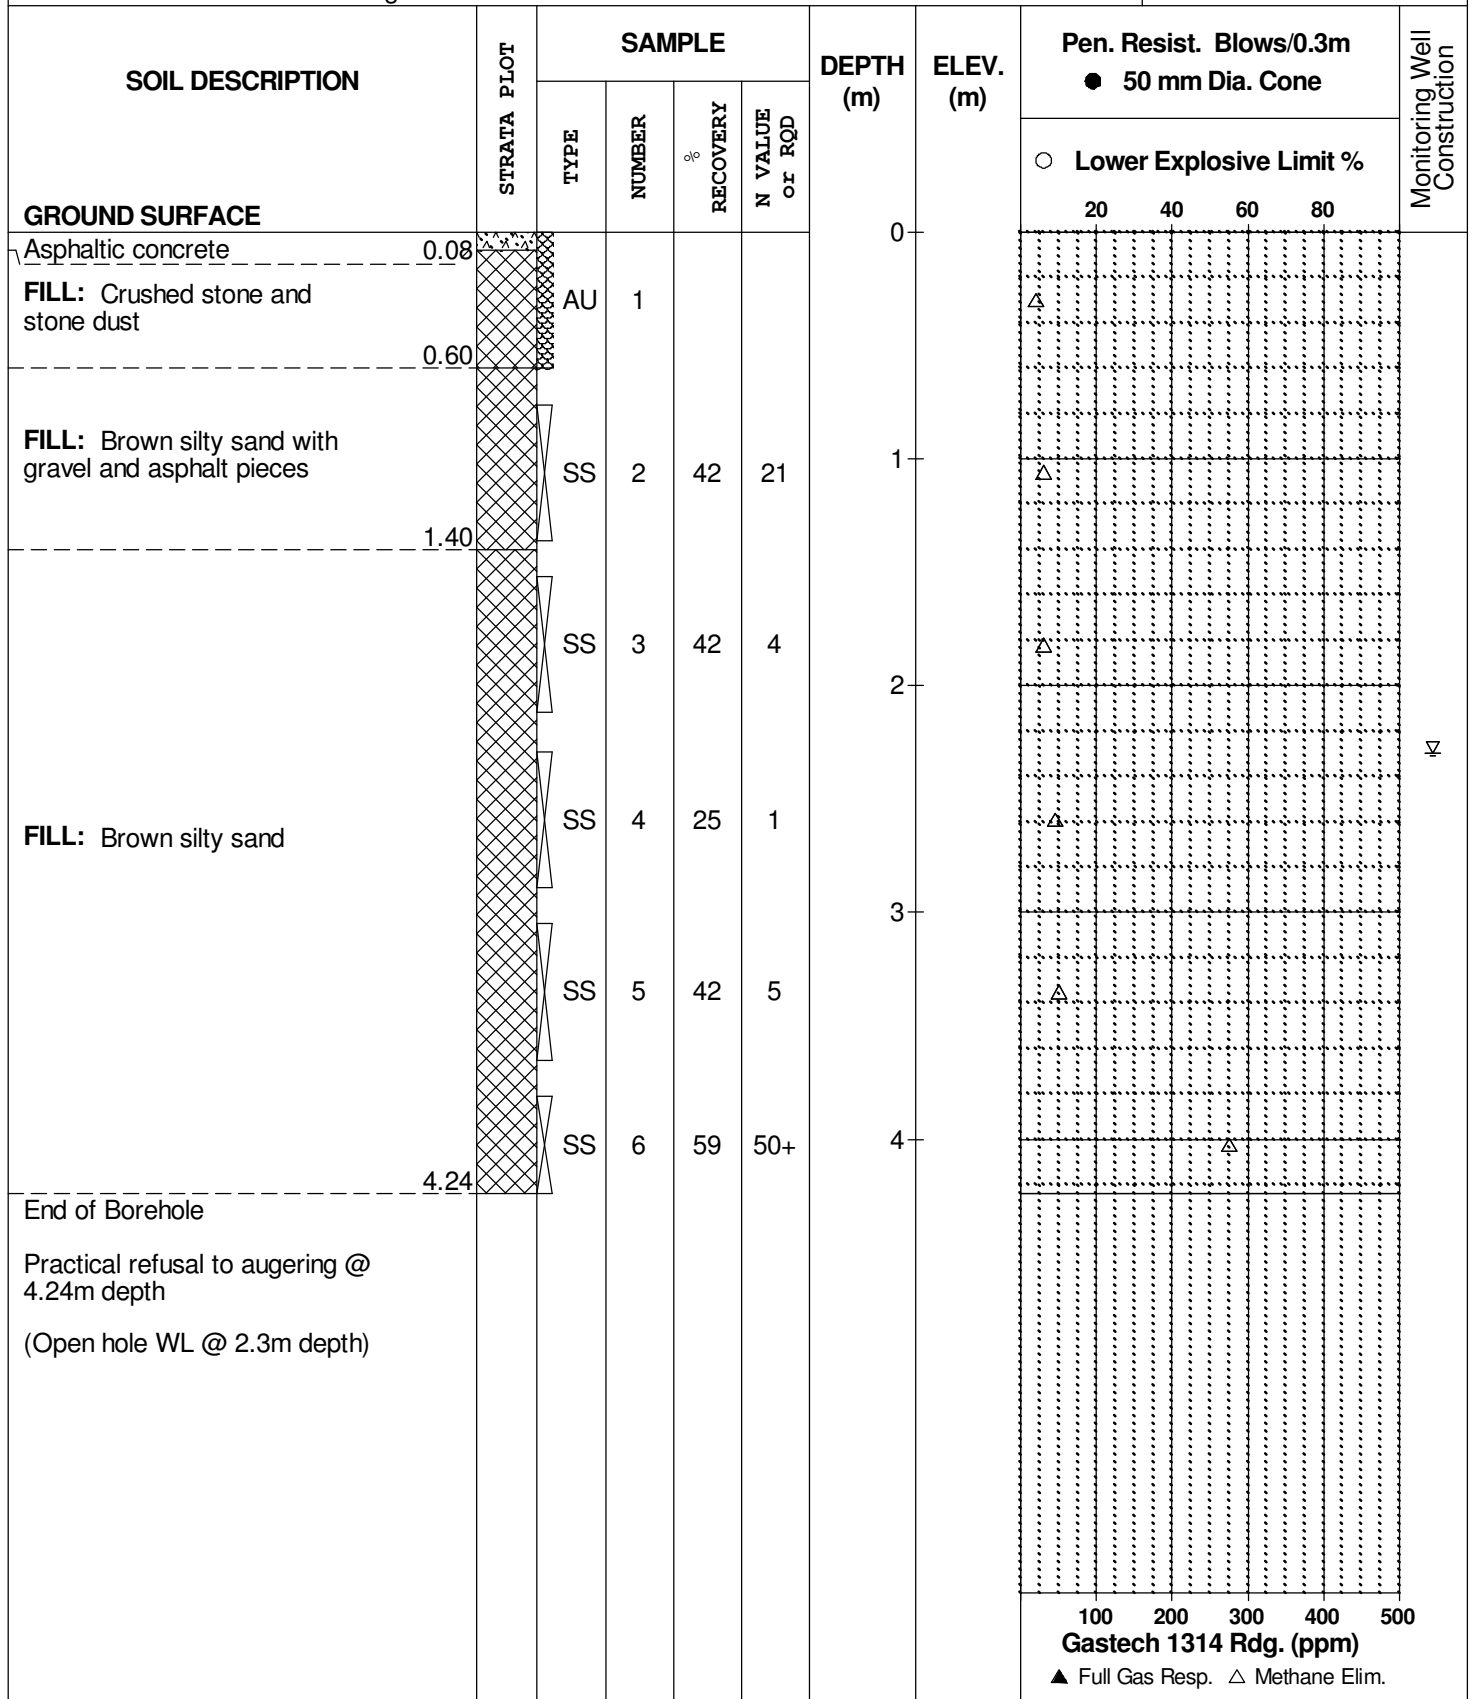 SOIL DESCRIPTION
GROUND SURFACE
STRATA PLOT
SAMPLE
TYPE
NUMBER
%
RECOVERY
N VALUE
or RQD
DEPTH
(m)
ELEV.
(m)
Pen. Resist. Blows/0.3m
● 50 mm Dia. Cone
○ Lower Explosive Limit %
20 40 60 80
Monitoring Well
Construction
0
Asphaltic concrete 0.08
FILL: Crushed stone and
stone dust
0.60
AU 1
FILL: Brown silty sand with
gravel and asphalt pieces
1.40
SS 2 42 21
1
SS 3 42 4
2
FILL: Brown silty sand
SS 4 25 1
3
SS 5 42 5
SS 6 59 50+
4
4.24
End of Borehole
Practical refusal to augering @
4.24m depth
(Open hole WL @ 2.3m depth)
100 200 300 400 500
Gastech 1314 Rdg. (ppm)
▲ Full Gas Resp. △ Methane Elim.